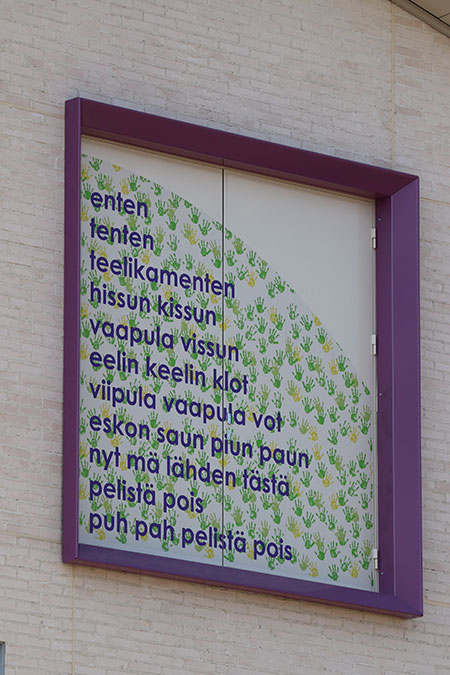 enten
tenten
teelikamenten
hissun kissun
vaapula vissun
eelin keelin klot
viipula vaapula vot
eskon saun piun paun
nyt mä lähden tästä
pelistä pois
puh pah pelistä pois